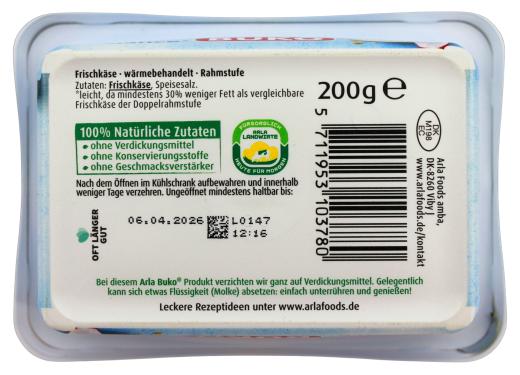 BUKO
Frischkäse · wärmebehandelt · Rahmstufe
Zutaten: Frischkäse, Speisesalz.
*leicht, da mindestens 30% weniger Fett als vergleichbare
Frischkäse der Doppelrahmstufe
200g e
100% Natürliche Zutaten
• ohne Verdickungsmittel
• ohne Konservierungsstoffe
• ohne Geschmacksverstärker
FÜRSORGLICH
ARLA
LANDWIRTE
HEUTE FÜR MORGEN
Nach dem Öffnen im Kühlschrank aufbewahren und innerhalb
weniger Tage verzehren. Ungeöffnet mindestens haltbar bis:
06.04.2026
L0147
12:16
OFT LÄNGER
GUT
5 711953 103780
DK
M198
EC
Arla Foods amba,
DK-8260 Viby J
www.arlafoods.de/kontakt
Bei diesem Arla Buko® Produkt verzichten wir ganz auf Verdickungsmittel. Gelegentlich
kann sich etwas Flüssigkeit (Molke) absetzen: einfach unterrühren und genießen!
Leckere Rezeptideen unter www.arlafoods.de